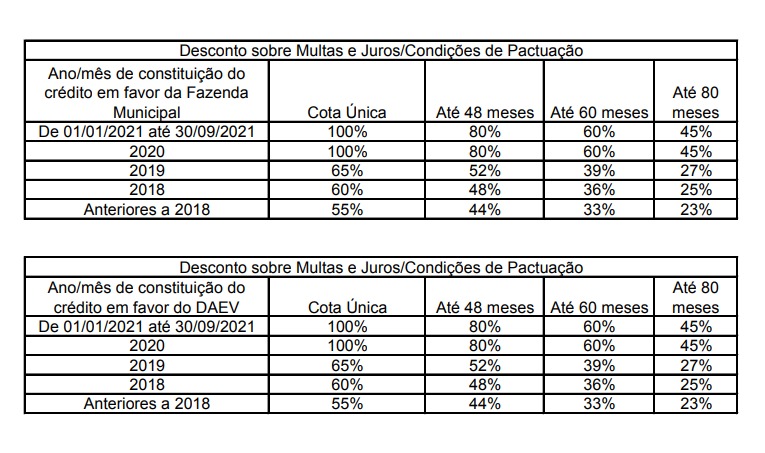 Desconto sobre Multas e Juros/Condições de Pactuação
Ano/mês de constituição do
crédito em favor da Fazenda
Municipal
Cota Única
Até 48 meses
Até 60 meses
Até 80
meses
De 01/01/2021 até 30/09/2021 100% 80% 60% 45%
2020 100% 80% 60% 45%
2019 65% 52% 39% 27%
2018 60% 48% 36% 25%
Anteriores a 2018 55% 44% 33% 23%
Desconto sobre Multas e Juros/Condições de Pactuação
Ano/mês de constituição do
crédito em favor do DAEV
Cota Única
Até 48 meses
Até 60 meses
Até 80
meses
De 01/01/2021 até 30/09/2021 100% 80% 60% 45%
2020 100% 80% 60% 45%
2019 65% 52% 39% 27%
2018 60% 48% 36% 25%
Anteriores a 2018 55% 44% 33% 23%